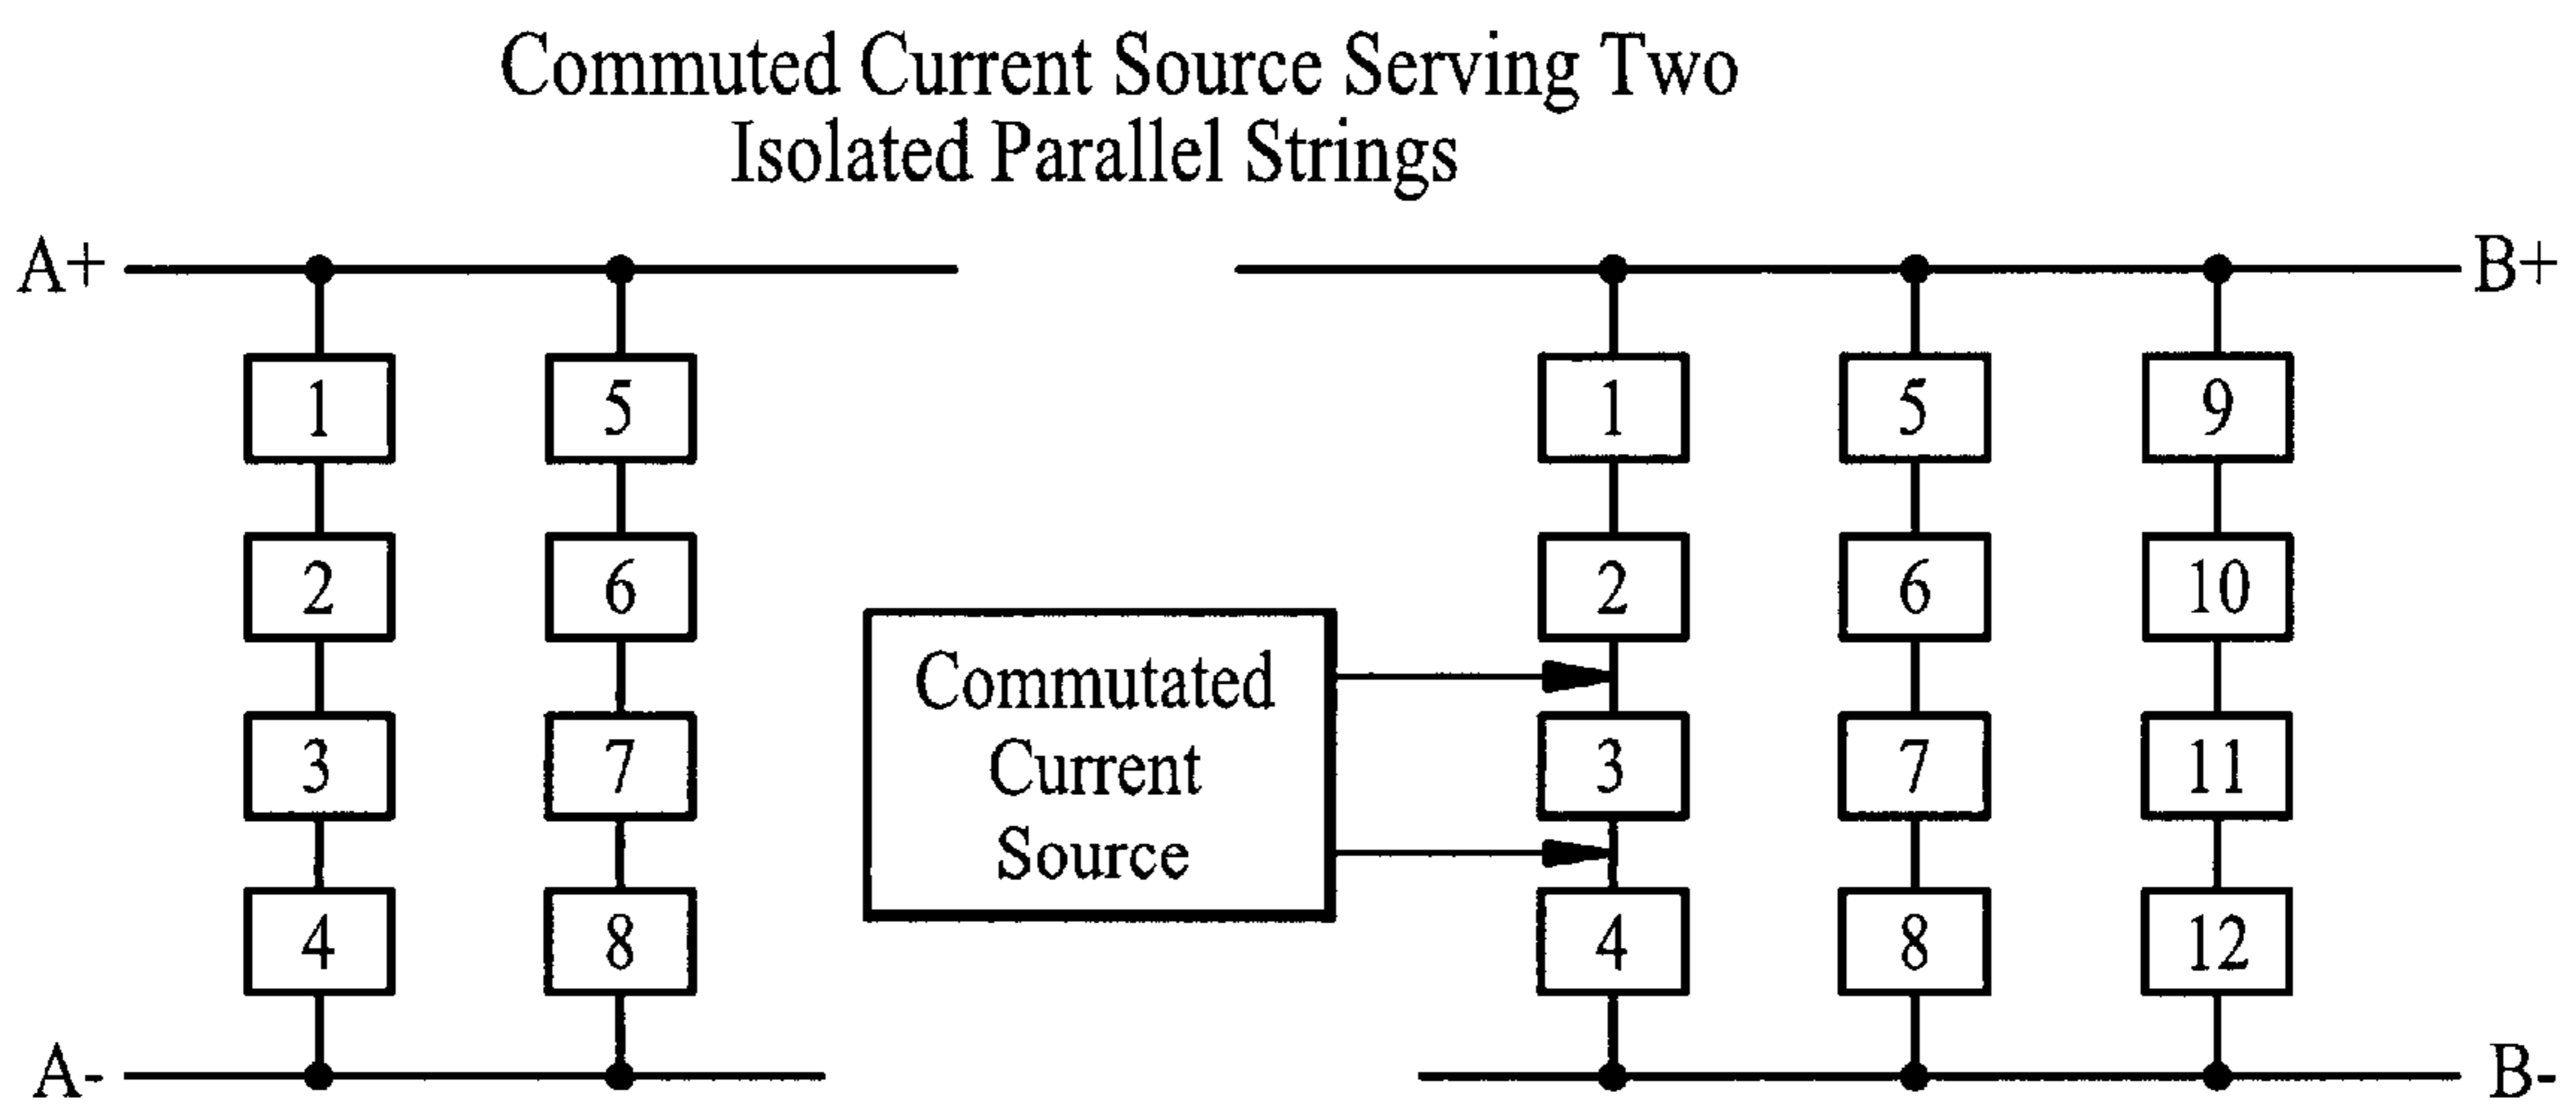 Commuted Current Source Serving Two
Isolated Parallel Strings
A+
B+
1
5
1
5
9
2
6
2
6
10
Commutated
Current
Source
3
7
3
7
11
4
8
4
8
12
A-
B-